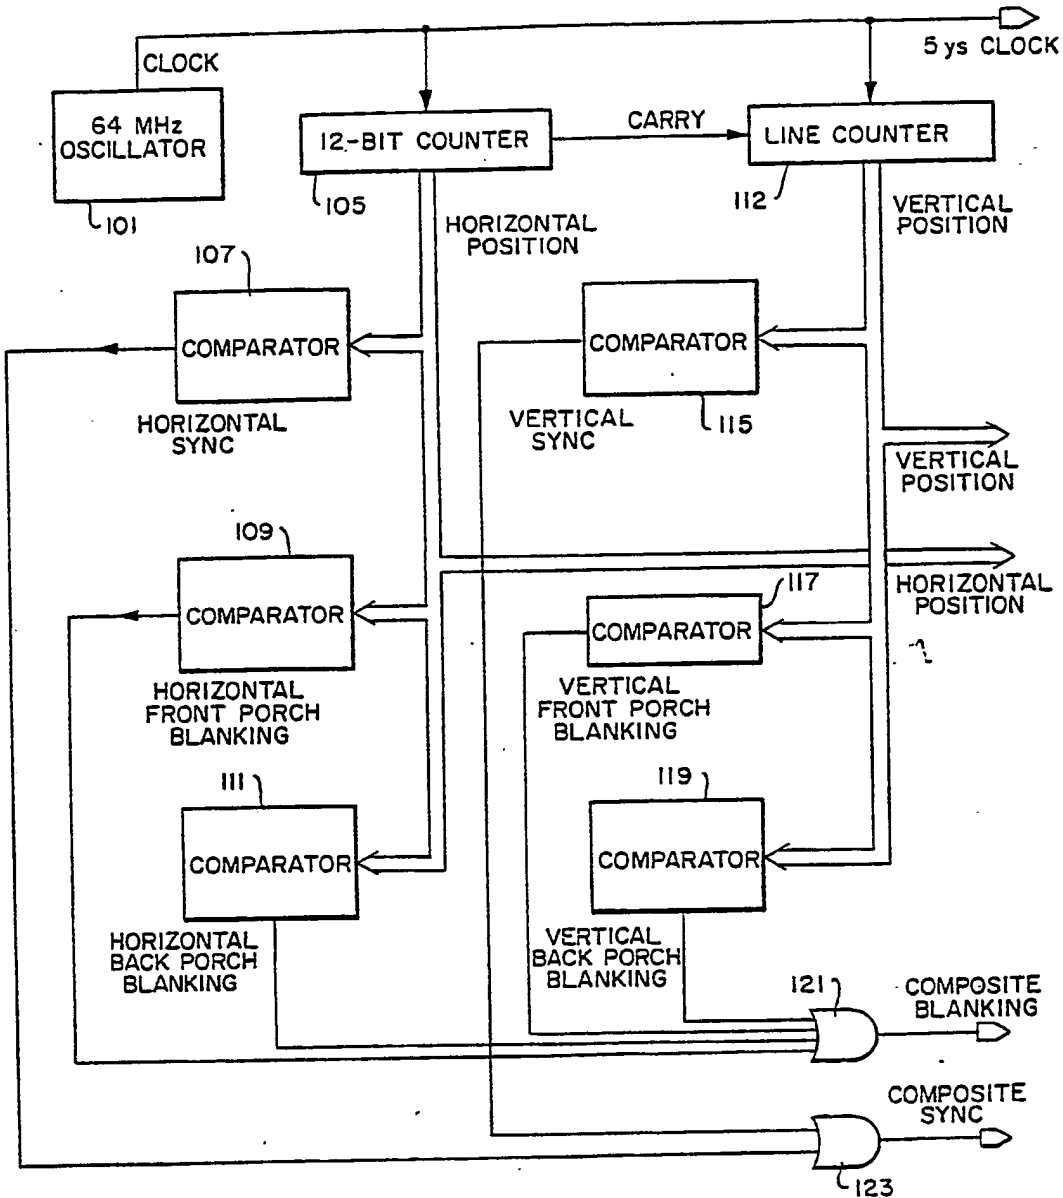 CLOCK
5 ys CLOCK
64 MHz
OSCILLATOR
101
12-BIT COUNTER
105
CARRY
LINE COUNTER
112
HORIZONTAL
POSITION
VERTICAL
POSITION
107
COMPARATOR
HORIZONTAL
SYNC
COMPARATOR
115
VERTICAL
SYNC
VERTICAL
POSITION
109
COMPARATOR
HORIZONTAL
FRONT PORCH
BLANKING
HORIZONTAL
POSITION
117
COMPARATOR
VERTICAL
FRONT PORCH
BLANKING
111
COMPARATOR
HORIZONTAL
BACK PORCH
BLANKING
119
COMPARATOR
VERTICAL
BACK PORCH
BLANKING
121
COMPOSITE
BLANKING
COMPOSITE
SYNC
123